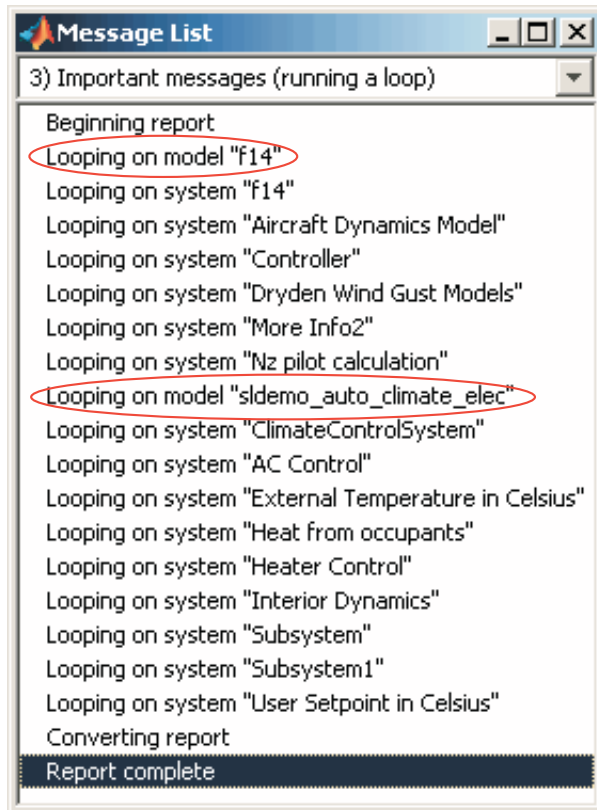 Message List
3) Important messages (running a loop)
Beginning report
Looping on model "f14"
Looping on system "f14"
Looping on system "Aircraft Dynamics Model"
Looping on system "Controller"
Looping on system "Dryden Wind Gust Models"
Looping on system "More Info2"
Looping on system "Nz pilot calculation"
Looping on model "sldemo_auto_climate_elec"
Looping on system "ClimateControlSystem"
Looping on system "AC Control"
Looping on system "External Temperature in Celsius"
Looping on system "Heat from occupants"
Looping on system "Heater Control"
Looping on system "Interior Dynamics"
Looping on system "Subsystem"
Looping on system "Subsystem1"
Looping on system "User Setpoint in Celsius"
Converting report
Report complete